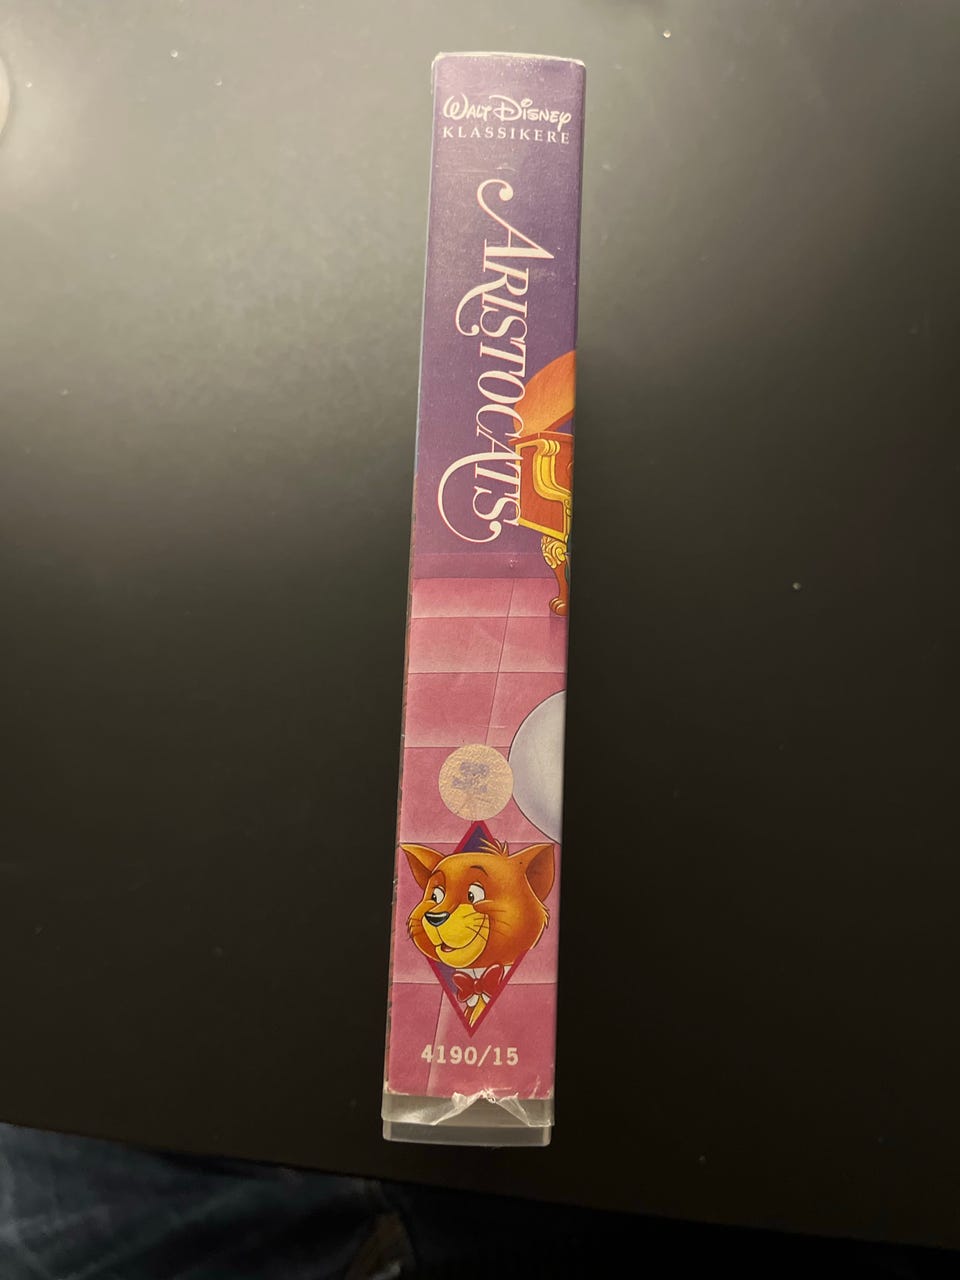 WALT DISNEY
KLASSIKERE
ARISTOCATS
4190/15